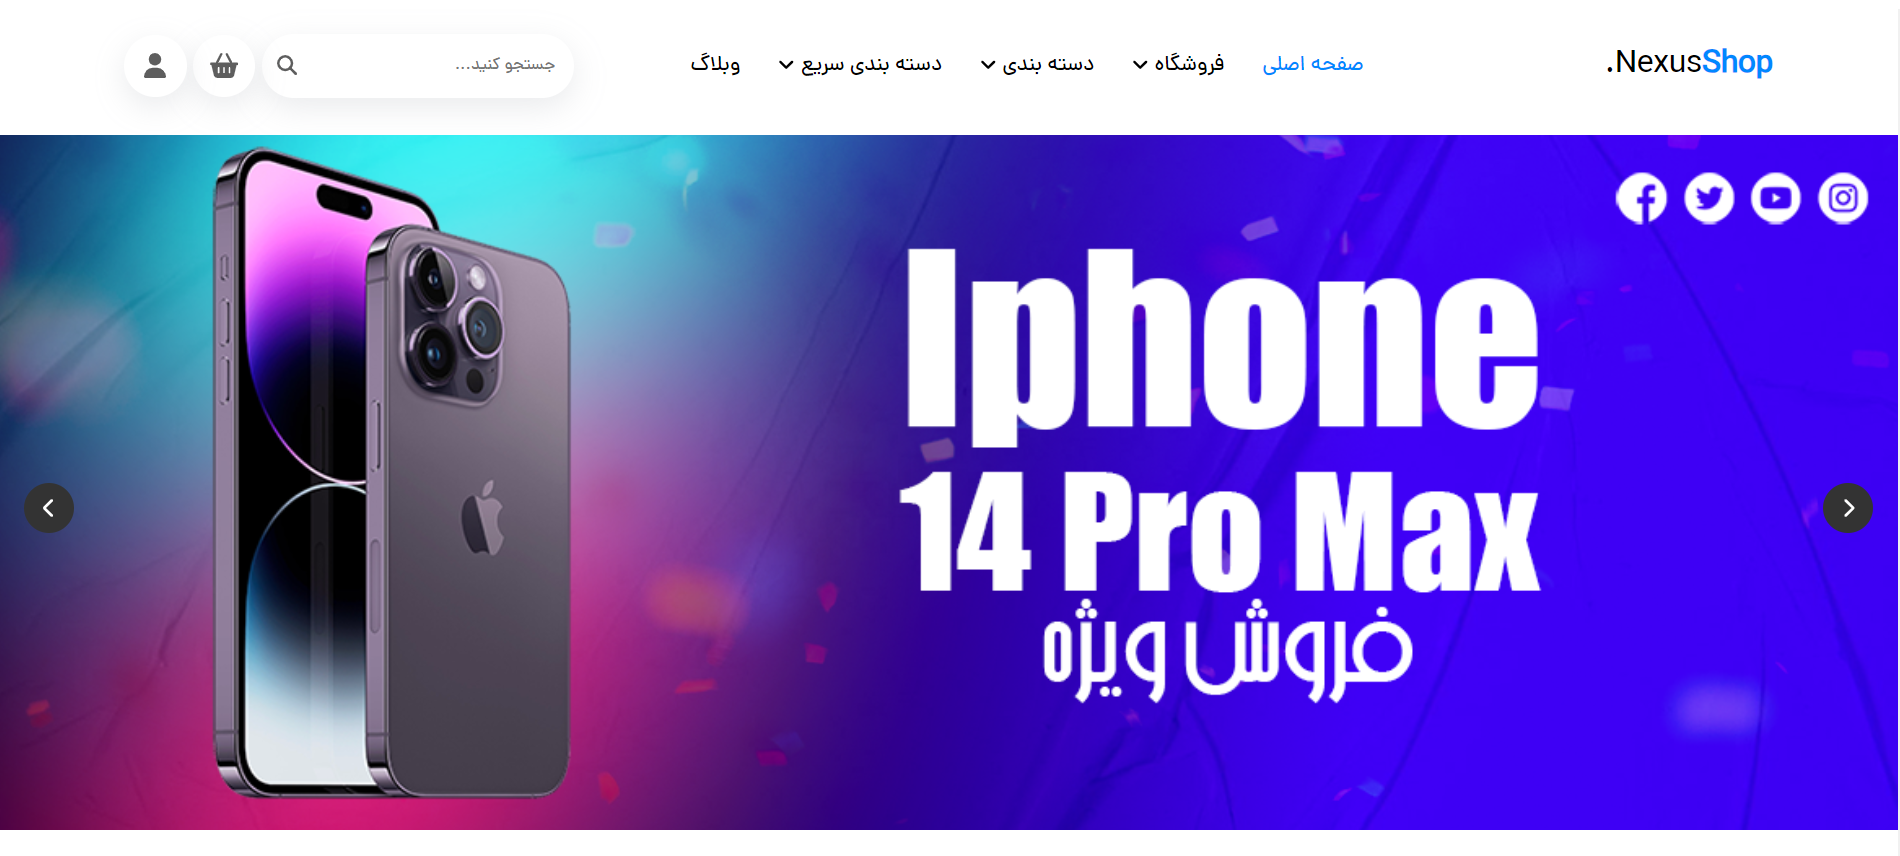 .NexusShop
صفحه اصلی
فروشگاه
دسته بندی
دسته بندی سریع
وبلاگ
جستجو کنید...
Iphone
14 Pro Max
فروش ویژه